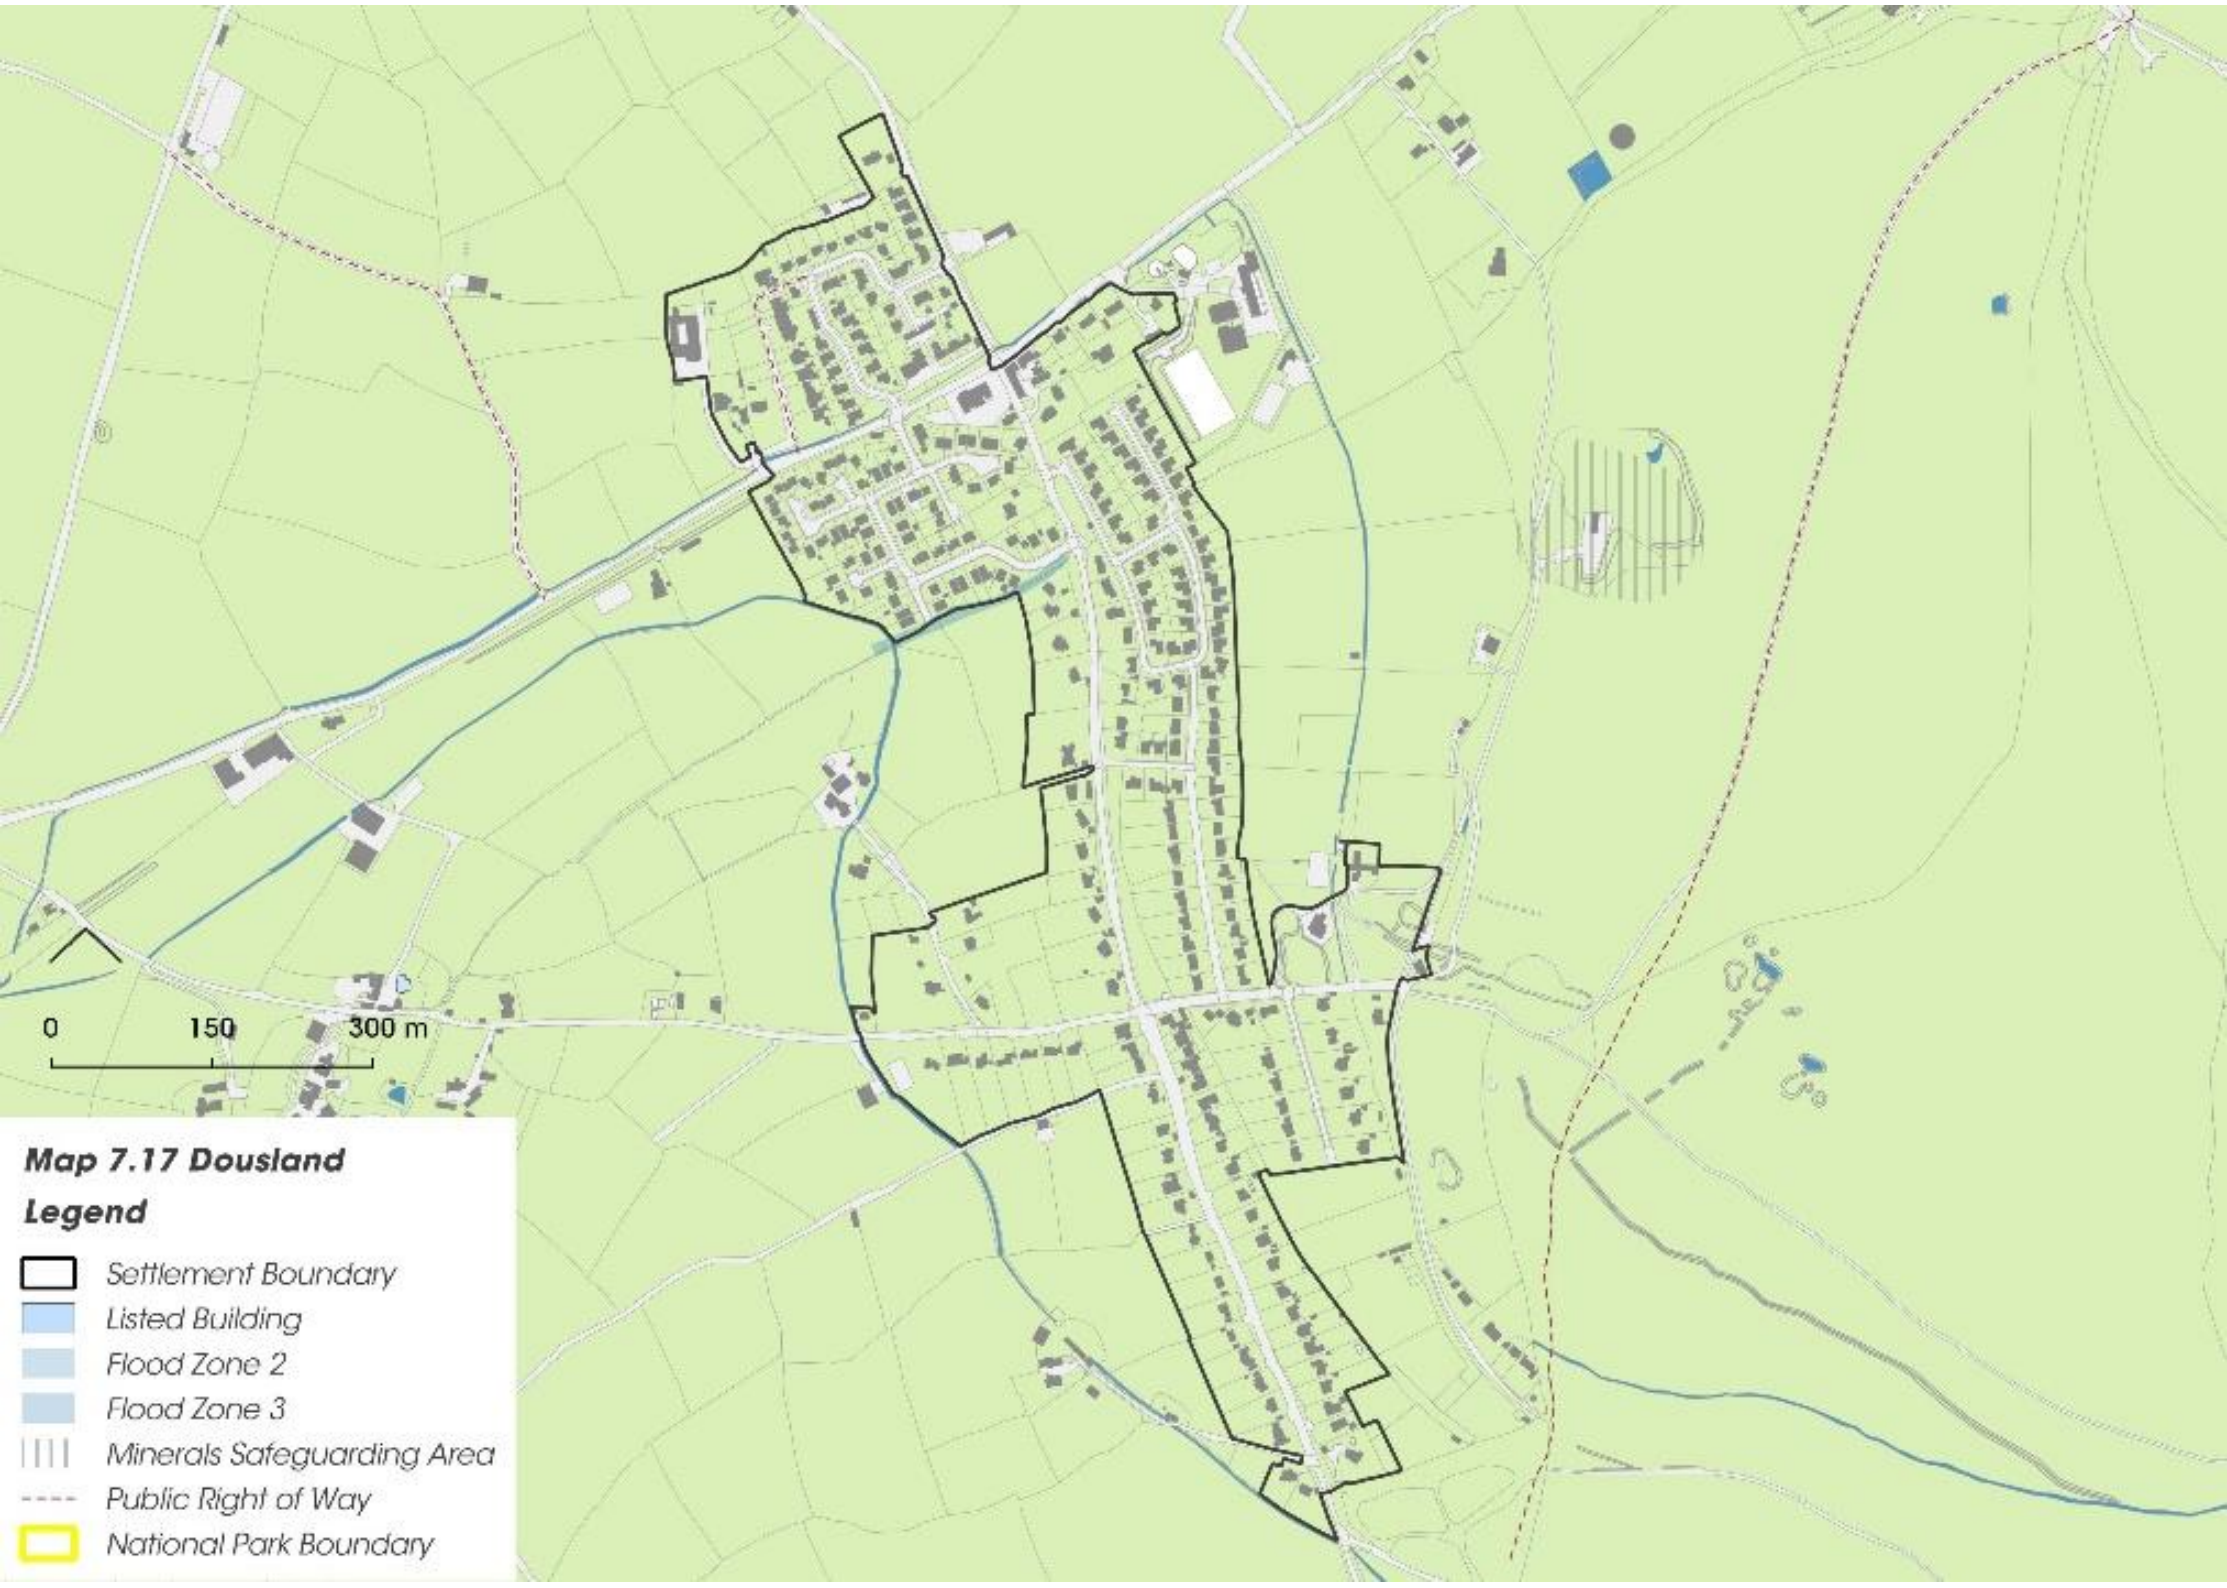 0 150 300 m
Map 7.17 Dousland
Legend
Settlement Boundary
Listed Building
Flood Zone 2
Flood Zone 3
Minerals Safeguarding Area
Public Right of Way
National Park Boundary